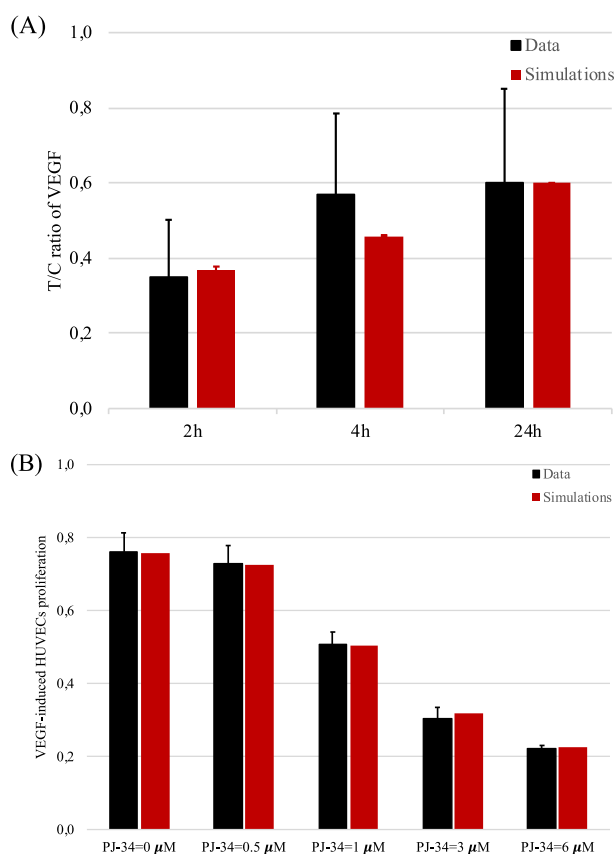 (A)
1,0
0,8
0,6
0,4
0,2
0,0
T/C ratio of VEGF
Data
Simulations
2h 4h 24h
(B)
1,0
0,8
0,6
0,4
0,2
0,0
VEGF-induced HUVECs proliferation
Data
Simulations
PJ-34=0 μM PJ-34=0.5 μM PJ-34=1 μM PJ-34=3 μM PJ-34=6 μM